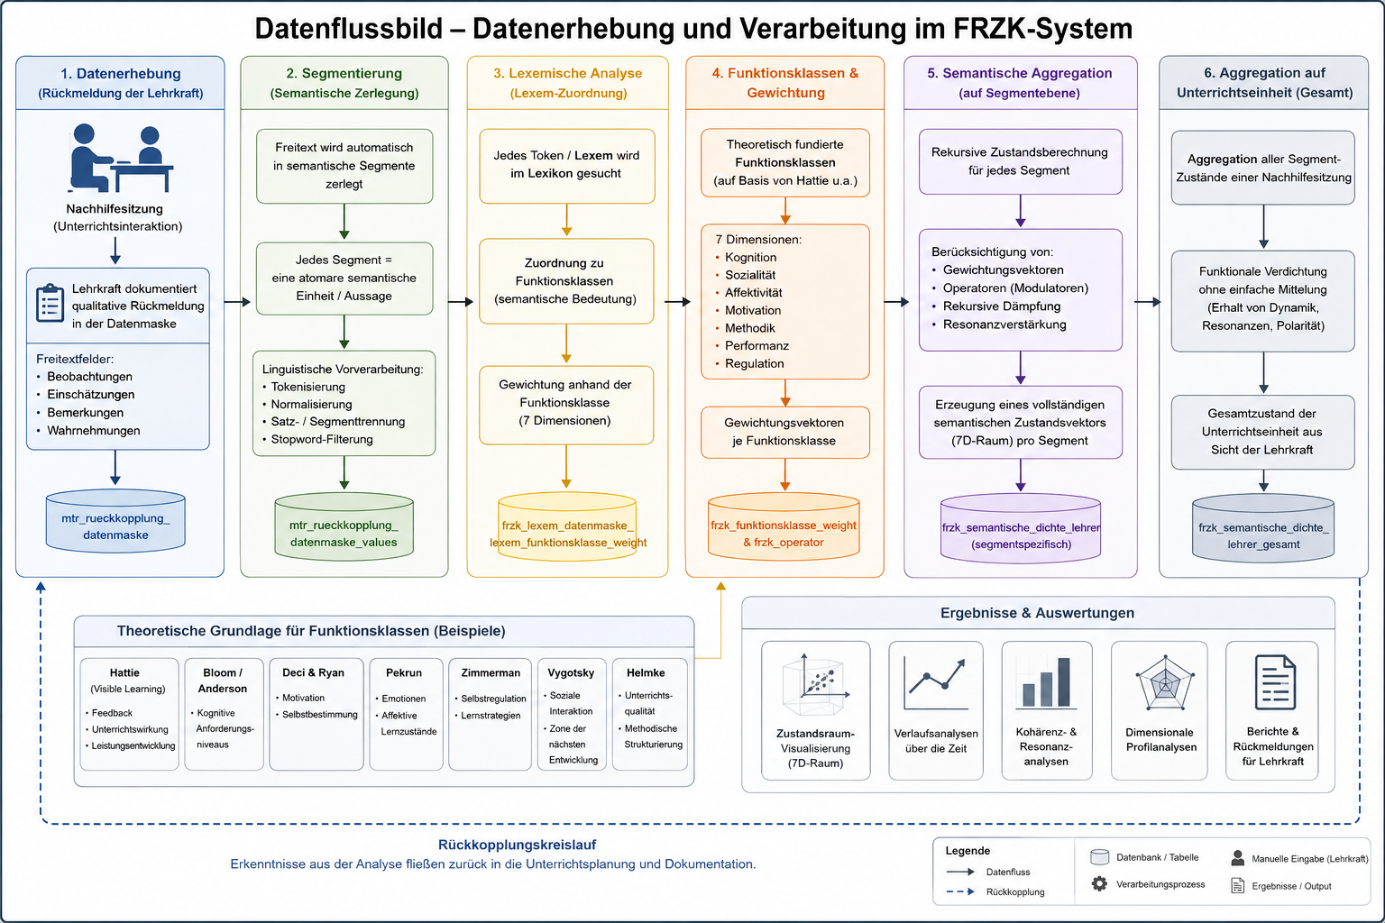 Datenflussbild – Datenerhebung und Verarbeitung im FRZK-System
1. Datenerhebung
(Rückmeldung der Lehrkraft)
Nachhilfesitzung
(Unterrichtsinteraktion)
Lehrkraft dokumentiert
qualitative Rückmeldung
in der Datenmaske
Freitextfelder:
• Beobachtungen
• Einschätzungen
• Bemerkungen
• Wahrnehmungen
mtr_rueckkopplung_
datenmaske
2. Segmentierung
(Semantische Zerlegung)
Freitext wird automatisch
in semantische Segmente
zerlegt
Jedes Segment =
eine atomare semantische
Einheit / Aussage
Linguistische Vorverarbeitung:
• Tokenisierung
• Normalisierung
• Satz- / Segmenttrennung
• Stopword-Filterung
mtr_rueckkopplung_
datenmaske_values
3. Lexemische Analyse
(Lexem-Zuordnung)
Jedes Token / Lexem wird
im Lexikon gesucht
Zuordnung zu
Funktionsklassen
(semantische Bedeutung)
Gewichtung anhand der
Funktionsklasse
(7 Dimensionen)
frzk_lexem_datenmaske_
lexem_funktionsklasse_weight
4. Funktionsklassen &
Gewichtung
Theoretisch fundierte
Funktionsklassen
(auf Basis von Hattie u.a.)
7 Dimensionen:
• Kognition
• Sozialität
• Affektivität
• Motivation
• Methodik
• Performanz
• Regulation
Gewichtungsvektoren
je Funktionsklasse
frzk_funktionsklasse_weight
& frzk_operator
5. Semantische Aggregation
(auf Segmentebene)
Rekursive Zustandsberechnung
für jedes Segment
Berücksichtigung von:
• Gewichtungsvektoren
• Operatoren (Modulatoren)
• Rekursive Dämpfung
• Resonanzverstärkung
Erzeugung eines vollständigen
semantischen Zustandsvektors
(7D-Raum) pro Segment
frzk_semantische_dichte_lehrer
(segmentspezifisch)
6. Aggregation auf
Unterrichtseinheit (Gesamt)
Aggregation aller Segment-
Zustände einer Nachhilfesitzung
Funktionale Verdichtung
ohne einfache Mittelung
(Erhalt von Dynamik,
Resonanzen, Polarität)
Gesamtzustand der
Unterrichtseinheit aus
Sicht der Lehrkraft
frzk_semantische_dichte_
lehrer_gesamt
Theoretische Grundlage für Funktionsklassen (Beispiele)
Hattie
(Visible Learning)
• Feedback
• Unterrichtswirkung
• Leistungsentwicklung
Bloom /
Anderson
• Kognitive
Anforderungs-
niveaus
Deci & Ryan
• Motivation
• Selbstbestimmung
Pekrun
• Emotionen
• Affektive
Lernzustände
Zimmerman
• Selbstregulation
• Lernstrategien
Vygotsky
• Soziale
Interaktion
• Zone der
nächsten
Entwicklung
Helmke
• Unterrichts-
qualität
• Methodische
Strukturierung
Ergebnisse & Auswertungen
Zustandsraum-
Visualisierung
(7D-Raum)
Verlaufsanalysen
über die Zeit
Kohärenz- &
Resonanz-
analysen
Dimensionale
Profilanalysen
Berichte &
Rückmeldungen
für Lehrkraft
Rückkopplungskreislauf
Erkenntnisse aus der Analyse fließen zurück in die Unterrichtsplanung und Dokumentation.
Legende
Datenfluss
Rückkopplung
Datenbank / Tabelle
Verarbeitungsprozess
Manuelle Eingabe (Lehrkraft)
Ergebnisse / Output